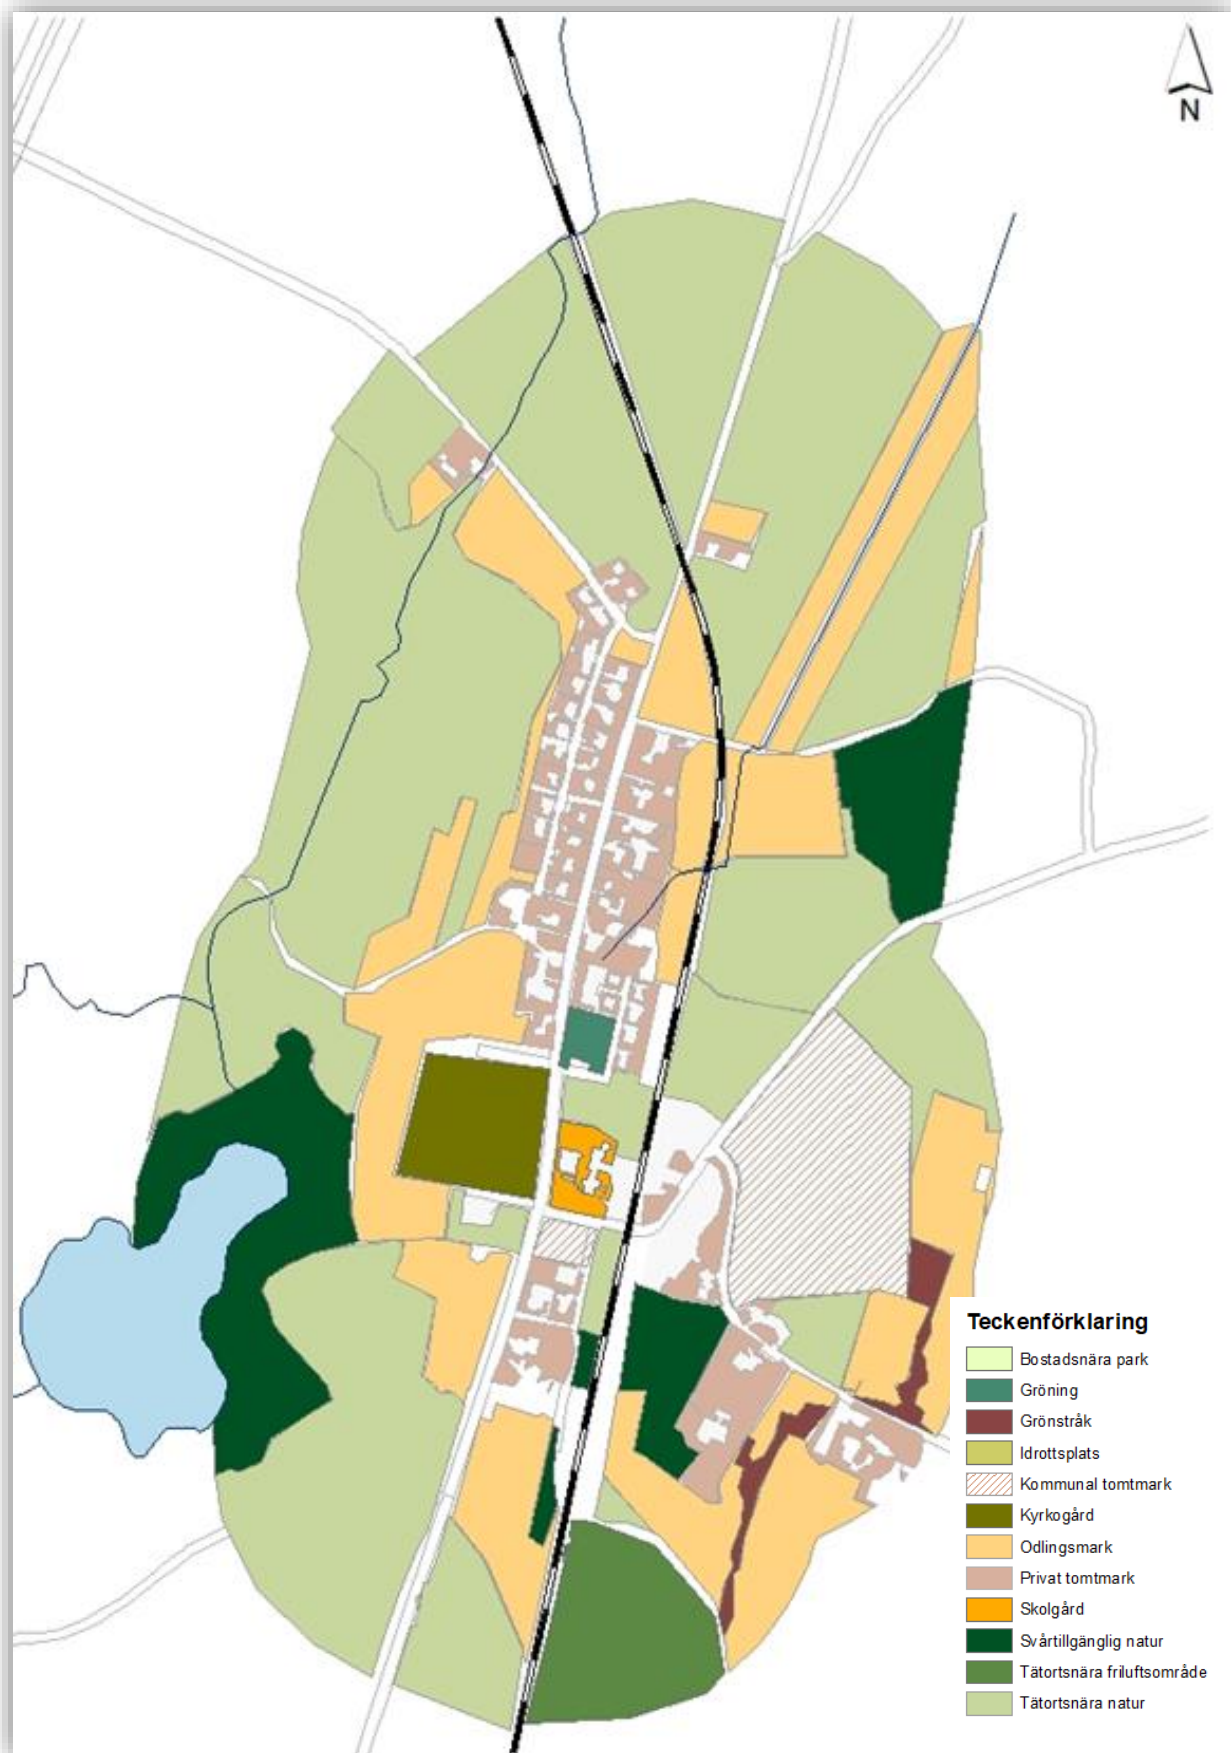 N
Teckenförklaring
Bostadsnära park
Gröning
Grönstråk
Idrottsplats
Kommunal tomtmark
Kyrkogård
Odlingsmark
Privat tomtmark
Skolgård
Svårtillgänglig natur
Tätortsnära friluftsområde
Tätortsnära natur